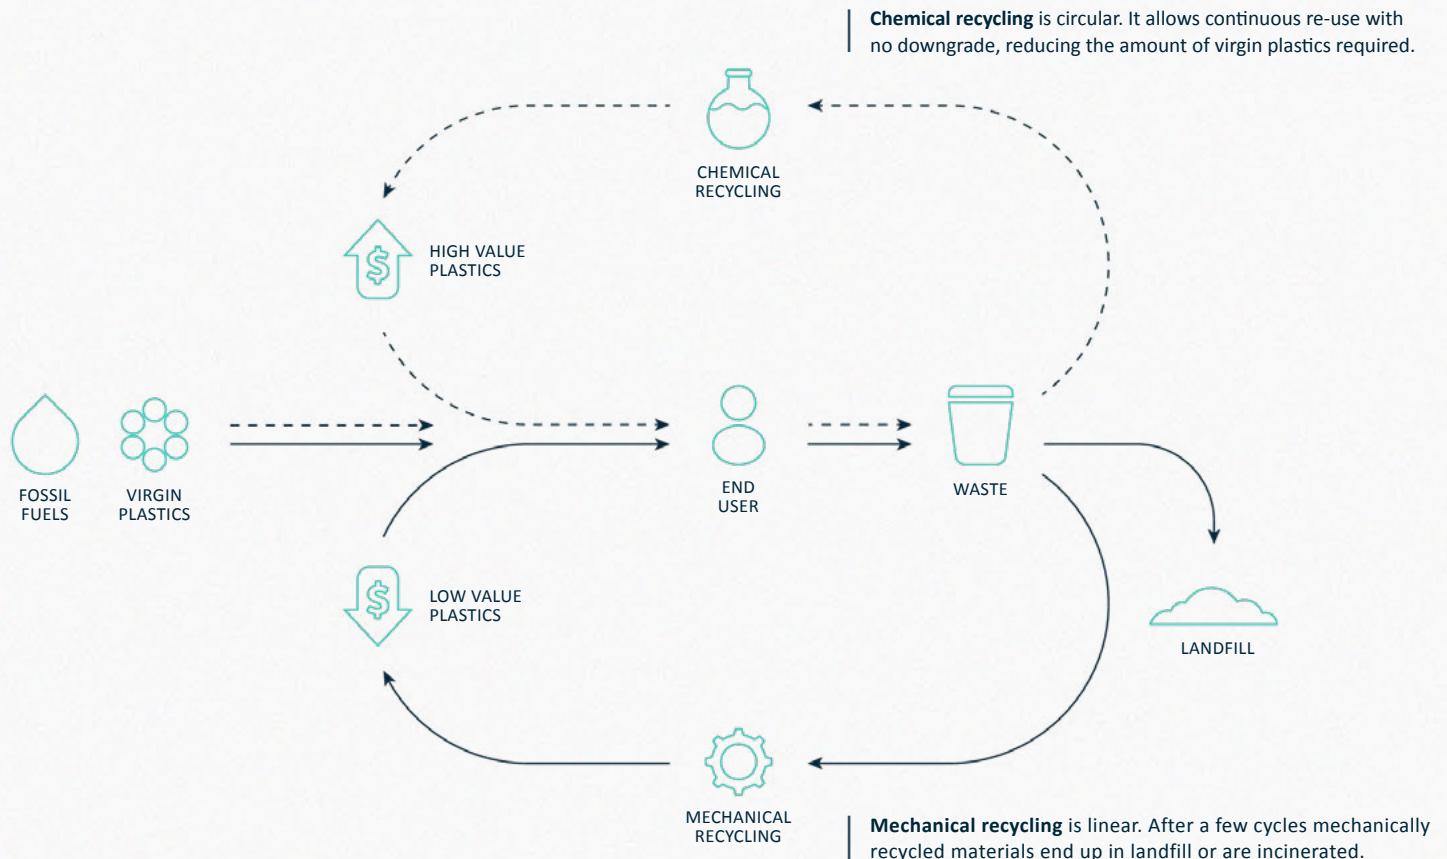 Chemical recycling is circular. It allows continuous re-use with
no downgrade, reducing the amount of virgin plastics required.
CHEMICAL
RECYCLING
HIGH VALUE
PLASTICS
FOSSIL
FUELS
VIRGIN
PLASTICS
END
USER
WASTE
LOW VALUE
PLASTICS
LANDFILL
MECHANICAL
RECYCLING
Mechanical recycling is linear. After a few cycles mechanically
recycled materials end up in landfill or are incinerated.